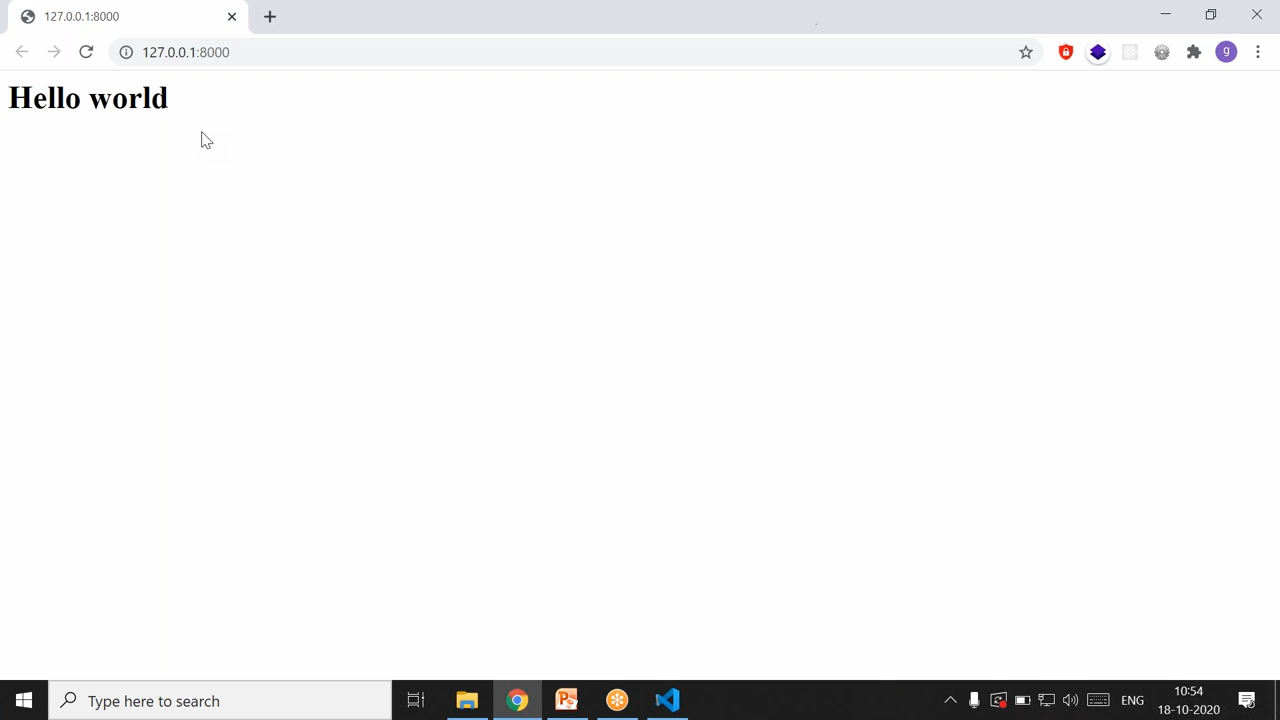 127.0.0.1:8000
127.0.0.1:8000
g
Hello world
Type here to search
ENG
10:54
18-10-2020